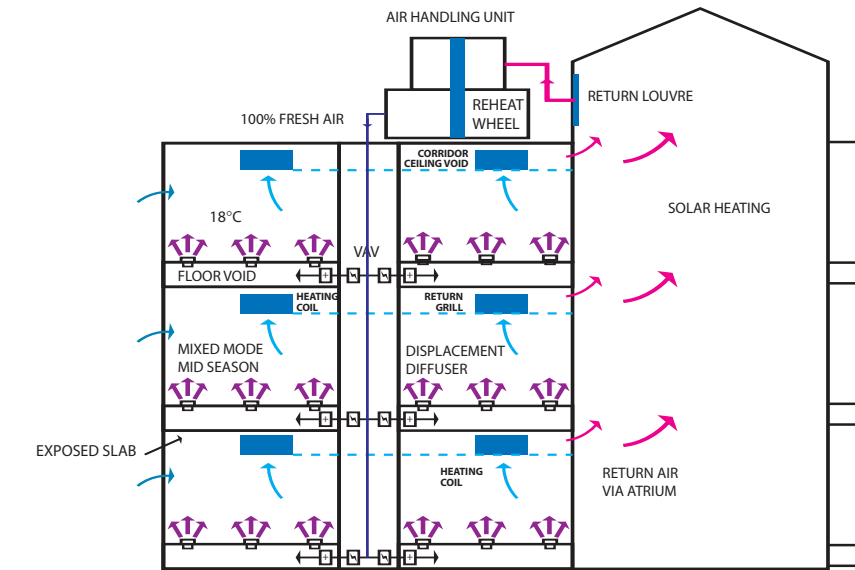 AIR HANDLING UNIT
REHEAT
WHEEL
RETURN LOUVRE
100% FRESH AIR
CORRIDOR
CEILING VOID
18°C
SOLAR HEATING
VAV
FLOOR VOID
HEATING
COIL
RETURN
GRILL
MIXED MODE
MID SEASON
DISPLACEMENT
DIFFUSER
EXPOSED SLAB
HEATING
COIL
RETURN AIR
VIA ATRIUM